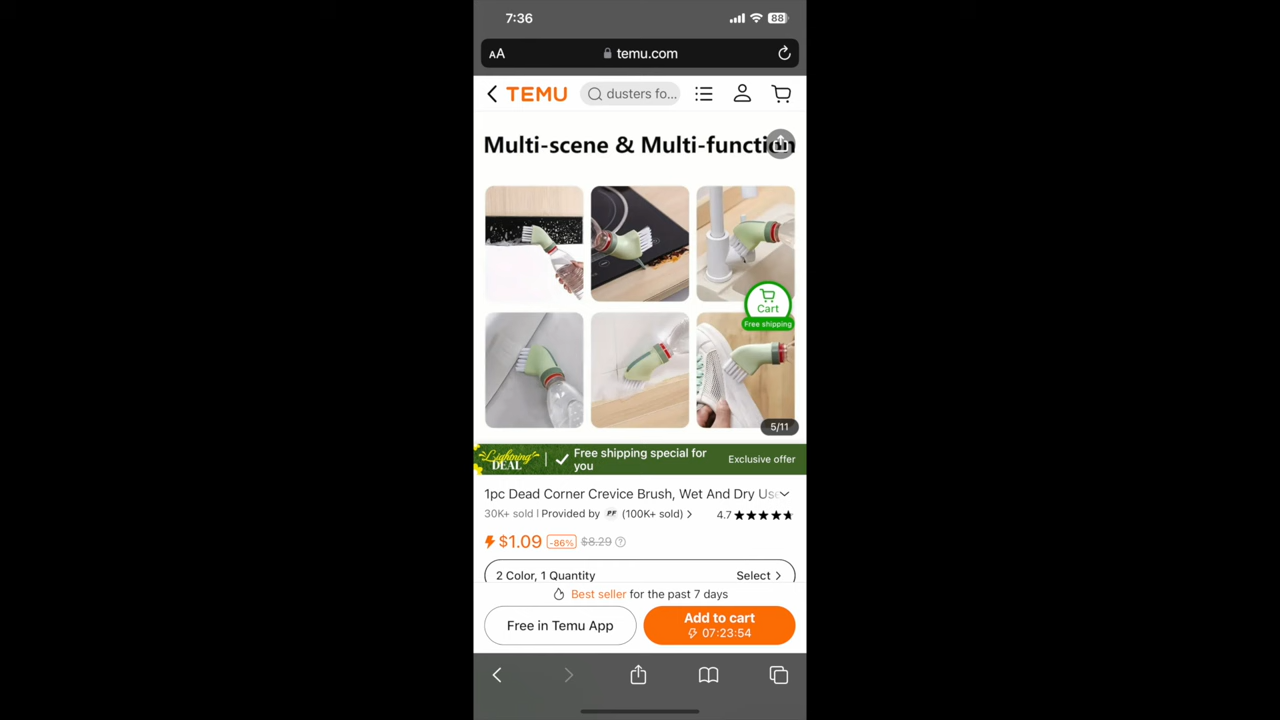 7:36
88
AA
temu.com
TEMU
dusters fo...
Multi-scene & Multi-function
Cart
Free shipping
5/11
Lightning DEAL
Free shipping special for you
Exclusive offer
1pc Dead Corner Crevice Brush, Wet And Dry Us
30K+ sold | Provided by PF (100K+ sold) >
4.7
$1.09 -86% $8.29
2 Color, 1 Quantity
Select >
Best seller for the past 7 days
Free in Temu App
Add to cart
07:23:54